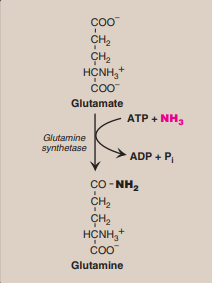 COO⁻
CH₂
CH₂
HCNH₃⁺
COO⁻
Glutamate
ATP + NH₃
Glutamine
synthetase
ADP + Pᵢ
CO - NH₂
CH₂
CH₂
HCNH₃⁺
COO⁻
Glutamine